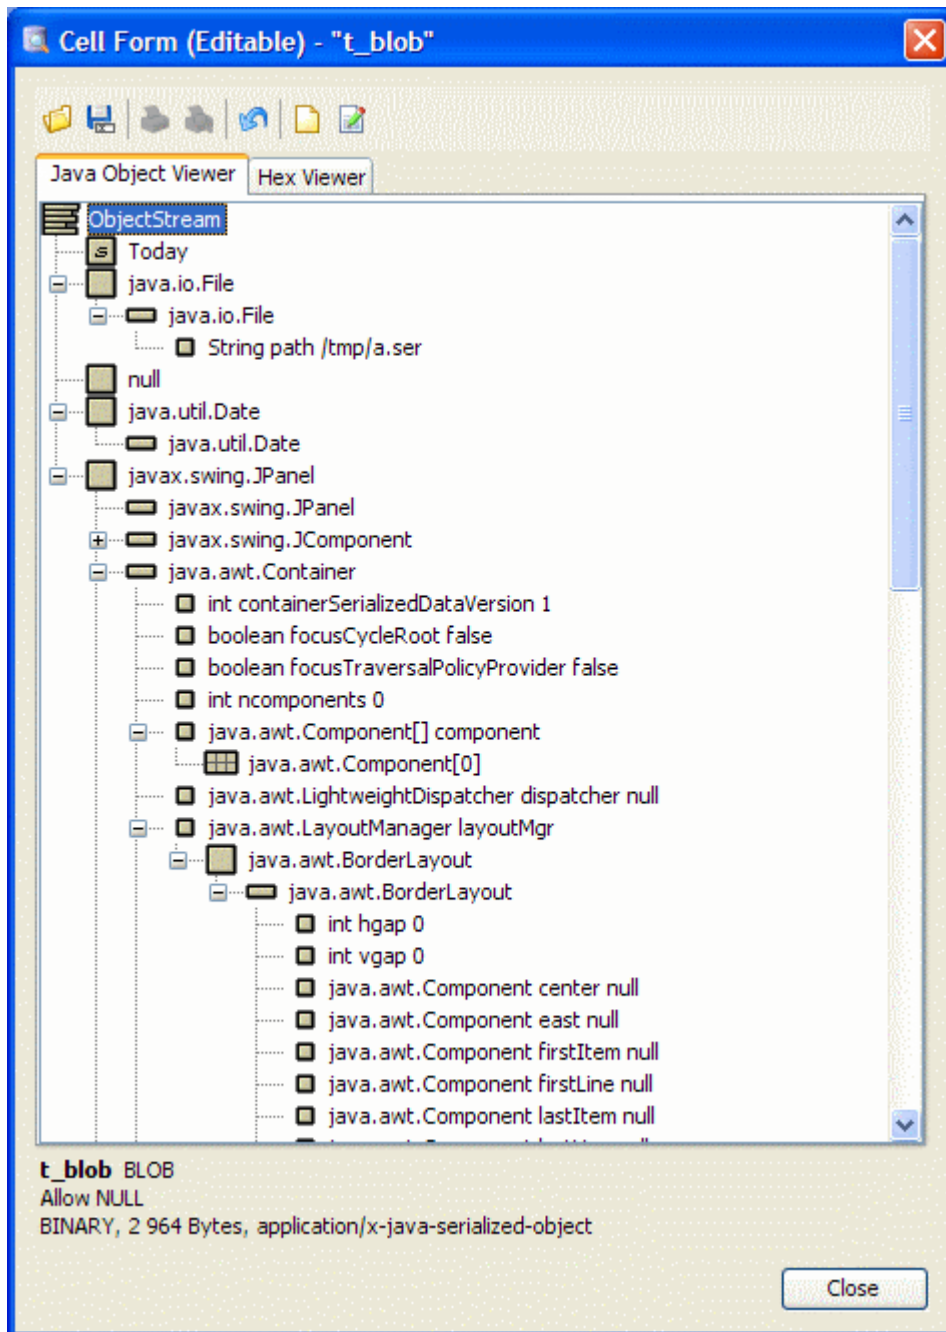 Cell Form (Editable) - "t_blob"
Java Object Viewer
Hex Viewer
ObjectStream
s Today
java.io.File
java.io.File
String path /tmp/a.ser
null
java.util.Date
java.util.Date
javax.swing.JPanel
javax.swing.JPanel
javax.swing.JComponent
java.awt.Container
int containerSerializedDataVersion 1
boolean focusCycleRoot false
boolean focusTraversalPolicyProvider false
int ncomponents 0
java.awt.Component[] component
java.awt.Component[0]
java.awt.LightweightDispatcher dispatcher null
java.awt.LayoutManager layoutMgr
java.awt.BorderLayout
java.awt.BorderLayout
int hgap 0
int vgap 0
java.awt.Component center null
java.awt.Component east null
java.awt.Component firstItem null
java.awt.Component firstLine null
java.awt.Component lastItem null
t_blob BLOB
Allow NULL
BINARY, 2 964 Bytes, application/x-java-serialized-object
Close